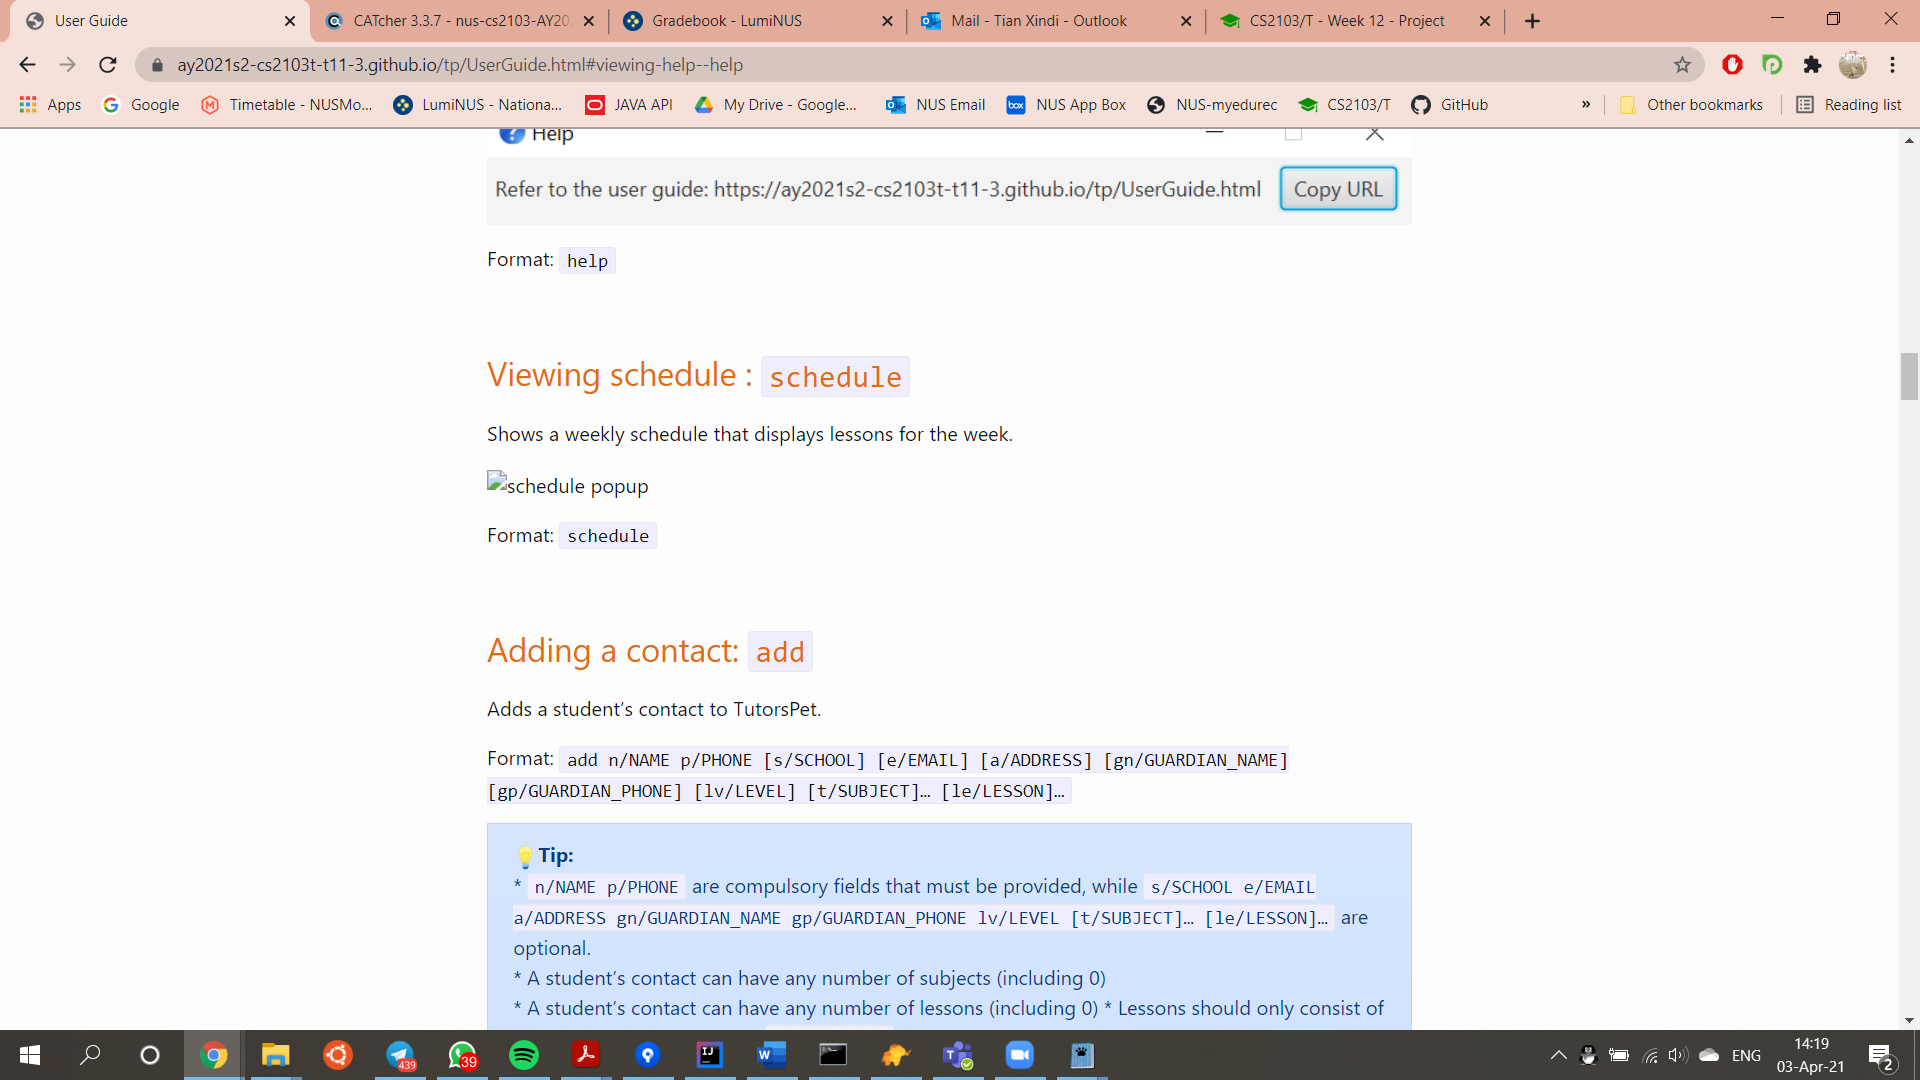 User Guide
CATcher 3.3.7 - nus-cs2103-AY20
Gradebook - LumiNUS
Mail - Tian Xindi - Outlook
CS2103/T - Week 12 - Project
ay2021s2-cs2103t-t11-3.github.io/tp/UserGuide.html#viewing-help--help
Apps
Google
Timetable - NUSMo...
LumiNUS - Nationa...
JAVA API
My Drive - Google...
NUS Email
box
NUS App Box
NUS-myedurec
CS2103/T
GitHub
»
Other bookmarks
Reading list
Help
Refer to the user guide: https://ay2021s2-cs2103t-t11-3.github.io/tp/UserGuide.html
Copy URL
Format: help
Viewing schedule : schedule
Shows a weekly schedule that displays lessons for the week.
schedule popup
Format: schedule
Adding a contact: add
Adds a student’s contact to TutorsPet.
Format: add n/NAME p/PHONE [s/SCHOOL] [e/EMAIL] [a/ADDRESS] [gn/GUARDIAN_NAME]
[gp/GUARDIAN_PHONE] [lv/LEVEL] [t/SUBJECT]… [le/LESSON]…
Tip:
* n/NAME p/PHONE are compulsory fields that must be provided, while s/SCHOOL e/EMAIL
a/ADDRESS gn/GUARDIAN_NAME gp/GUARDIAN_PHONE lv/LEVEL [t/SUBJECT]… [le/LESSON]… are
optional.
* A student’s contact can have any number of subjects (including 0)
* A student’s contact can have any number of lessons (including 0) * Lessons should only consist of
439
39
ENG
14:19
03-Apr-21
2